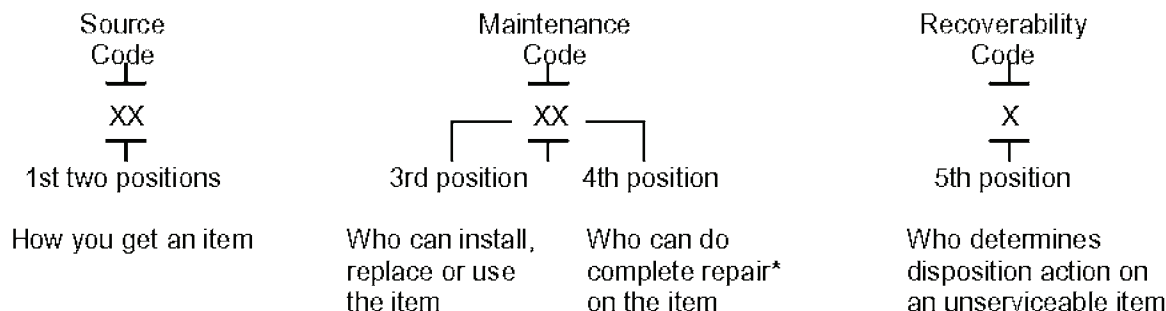 Source
Code
Maintenance
Code
Recoverability
Code
XX
XX
X
1st two positions
3rd position
4th position
5th position
How you get an item
Who can install,
replace or use
the item
Who can do
complete repair*
on the item
Who determines
disposition action on
an unserviceable item